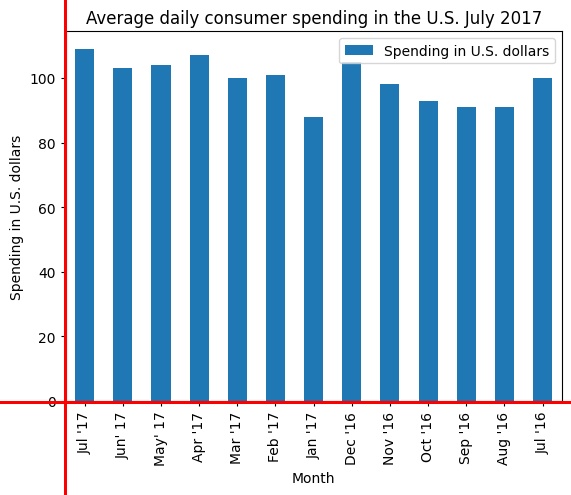 Average daily consumer spending in the U.S. July 2017
Spending in U.S. dollars
100
80
60
40
20
0
Spending in U.S. dollars
Jul '17
Jun' 17
May' 17
Apr '17
Mar '17
Feb '17
Jan '17
Dec '16
Nov '16
Oct '16
Sep '16
Aug '16
Jul '16
Month